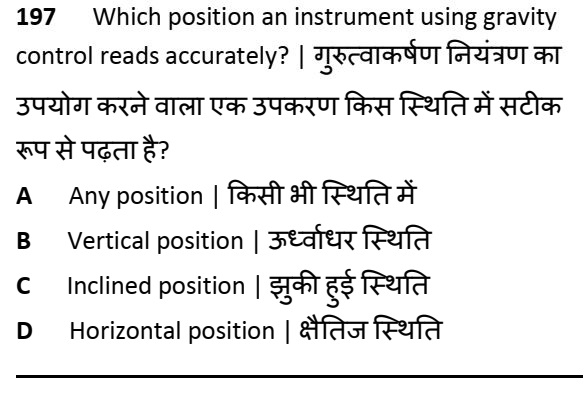 197 Which position an instrument using gravity
control reads accurately? | गुरुत्वाकर्षण नियंत्रण का
उपयोग करने वाला एक उपकरण किस स्थिति में सटीक
रूप से पढ़ता है?
A Any position | किसी भी स्थिति में
B Vertical position | ऊर्ध्वाधर स्थिति
C Inclined position | झुकी हुई स्थिति
D Horizontal position | क्षैतिज स्थिति